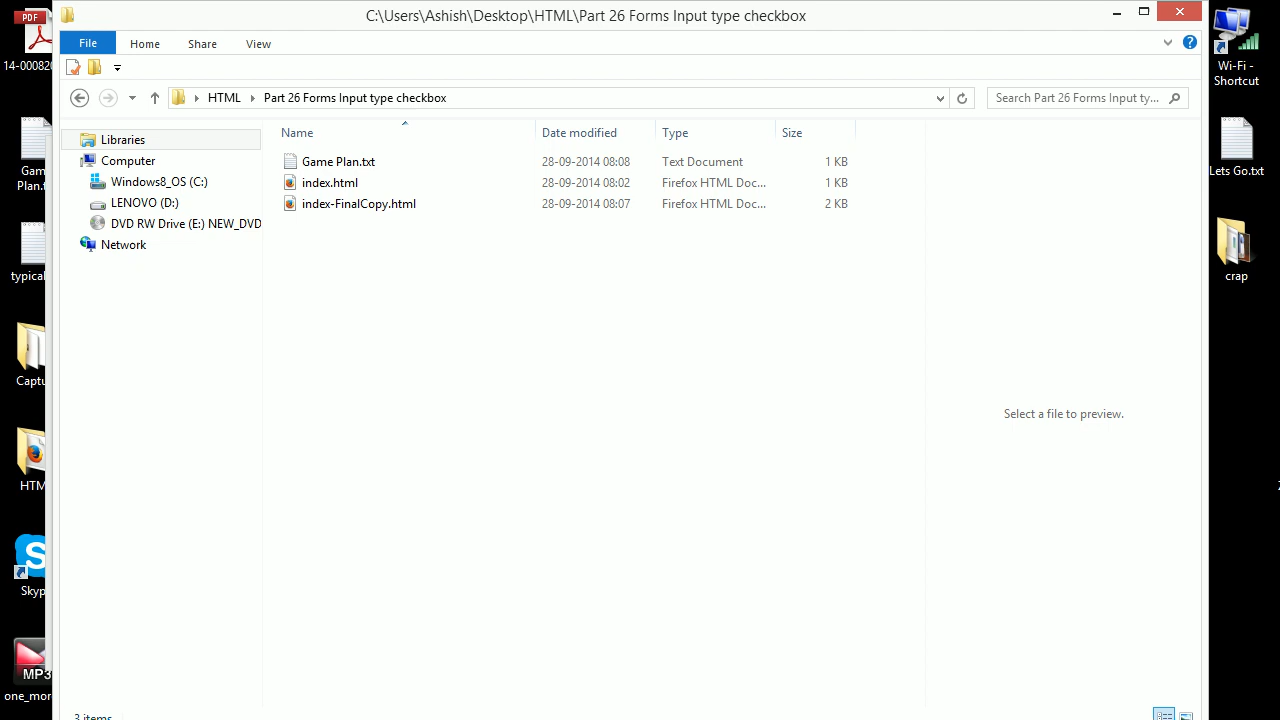 C:\Users\Ashish\Desktop\HTML\Part 26 Forms Input type checkbox
File Home Share View
HTML Part 26 Forms Input type checkbox
Search Part 26 Forms Input ty...
Name Date modified Type Size
Libraries
Computer
Windows8_OS (C:)
LENOVO (D:)
DVD RW Drive (E:) NEW_DVD
Network
Game Plan.txt 28-09-2014 08:08 Text Document 1 KB
index.html 28-09-2014 08:02 Firefox HTML Doc... 1 KB
index-FinalCopy.html 28-09-2014 08:07 Firefox HTML Doc... 2 KB
Select a file to preview.
3 items
PDF
14-00082
Gam
Plan.t
typical
Captu
HTM
Skyp
MP3
one_mor
Wi-Fi -
Shortcut
Lets Go.txt
crap